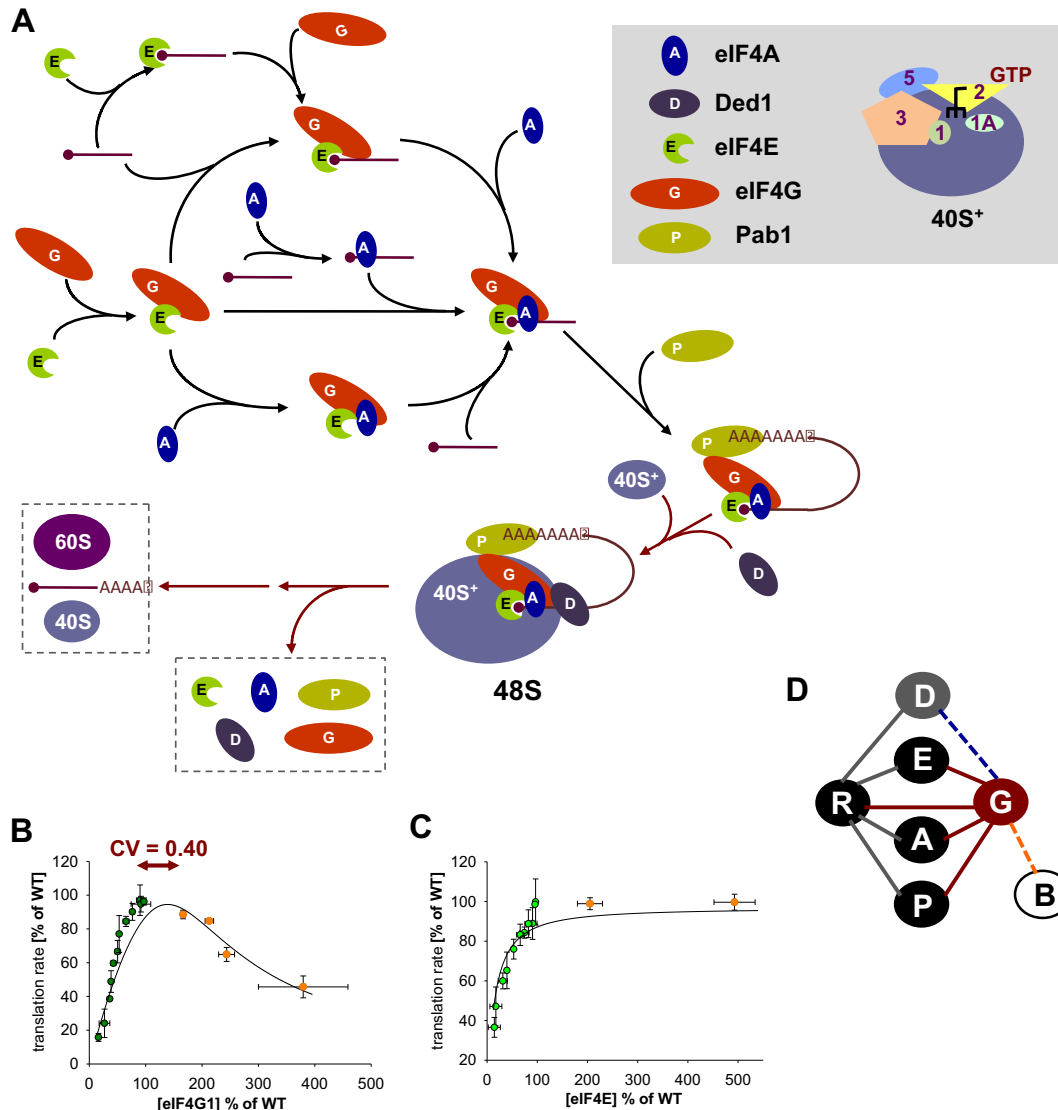 A
E
E
G
G
E
A
A
A
G
G
E
E
G
E
A
G
E
A
A
P
A eIF4A
D Ded1
E eIF4E
G eIF4G
P Pab1
5
2
GTP
3
1
1A
40S⁺
P
AAAAAAA
G
E
A
40S⁺
D
P
AAAAAAA
G
40S⁺
E
A
D
48S
60S
AAAA
40S
E
A
P
D
G
B
CV = 0.40
translation rate [% of WT]
120
100
80
60
40
20
0
0 100 200 300 400 500
[eIF4G1] % of WT
C
translation rate [% of WT]
120
100
80
60
40
20
0 100 200 300 400 500
[eIF4E] % of WT
D
D
E
R
G
A
P
B